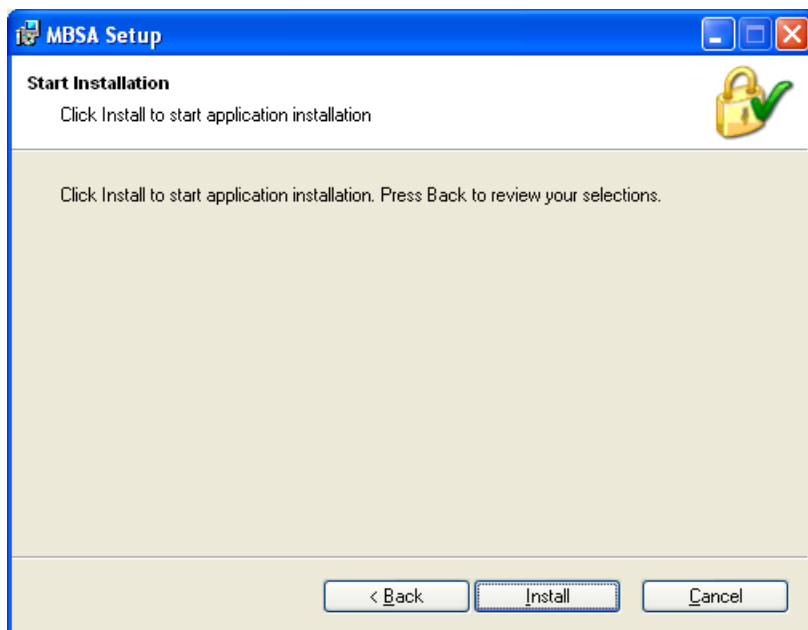 MBSA Setup
Start Installation
Click Install to start application installation
Click Install to start application installation. Press Back to review your selections.
< Back
Install
Cancel